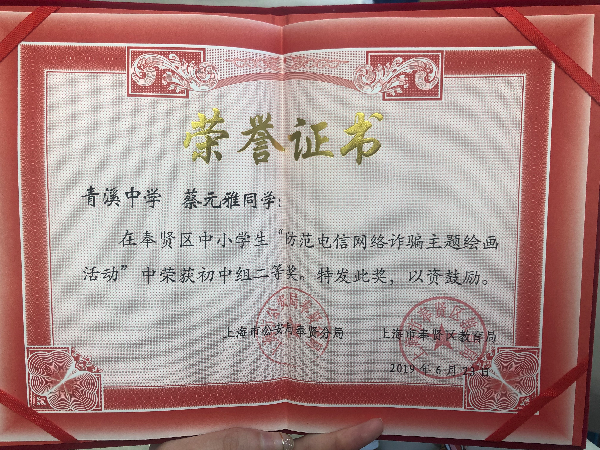 荣誉证书
青溪中学 蔡元雅同学:
在奉贤区中小学生“防范电信网络诈骗主题绘画
活动”中荣获初中组二等奖。特发此奖，以资鼓励。
上海市公安局奉贤分局 上海市奉贤区教育局
2019年6月23日